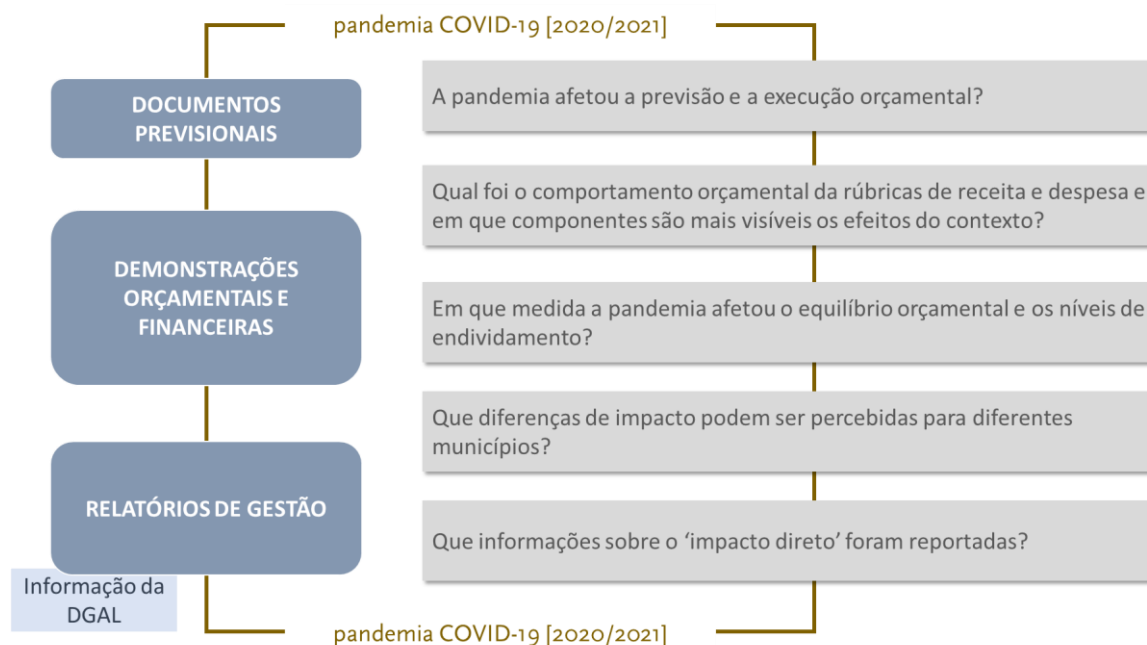 pandemia COVID-19 [2020/2021]
DOCUMENTOS
PREVISIONAIS
DEMONSTRAÇÕES
ORÇAMENTAIS E
FINANCEIRAS
RELATÓRIOS DE GESTÃO
Informação da
DGAL
A pandemia afetou a previsão e a execução orçamental?
Qual foi o comportamento orçamental da rúbricas de receita e despesa e
em que componentes são mais visíveis os efeitos do contexto?
Em que medida a pandemia afetou o equilíbrio orçamental e os níveis de
endividamento?
Que diferenças de impacto podem ser percebidas para diferentes
municípios?
Que informações sobre o ‘impacto direto’ foram reportadas?
pandemia COVID-19 [2020/2021]